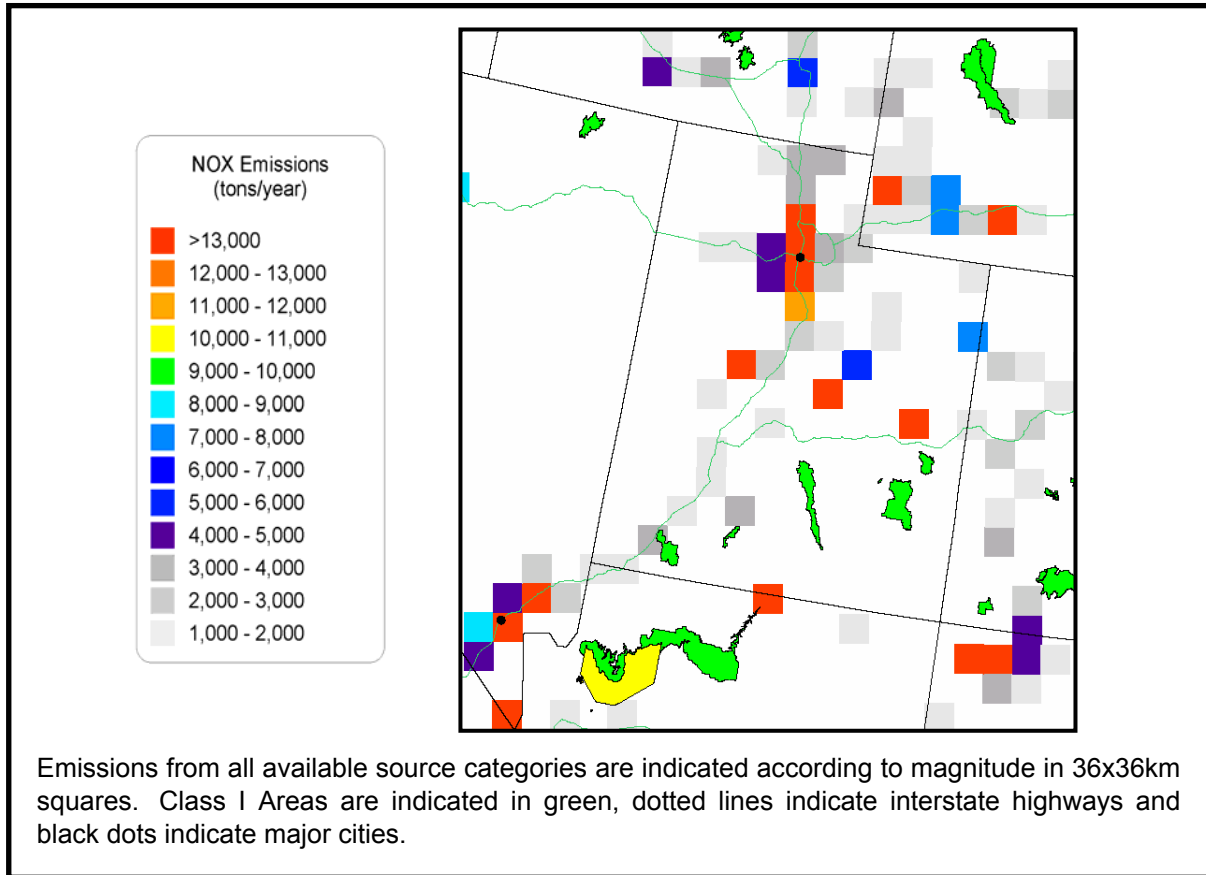 NOX Emissions
(tons/year)
>13,000
12,000 - 13,000
11,000 - 12,000
10,000 - 11,000
9,000 - 10,000
8,000 - 9,000
7,000 - 8,000
6,000 - 7,000
5,000 - 6,000
4,000 - 5,000
3,000 - 4,000
2,000 - 3,000
1,000 - 2,000
Emissions from all available source categories are indicated according to magnitude in 36x36km
squares. Class I Areas are indicated in green, dotted lines indicate interstate highways and
black dots indicate major cities.